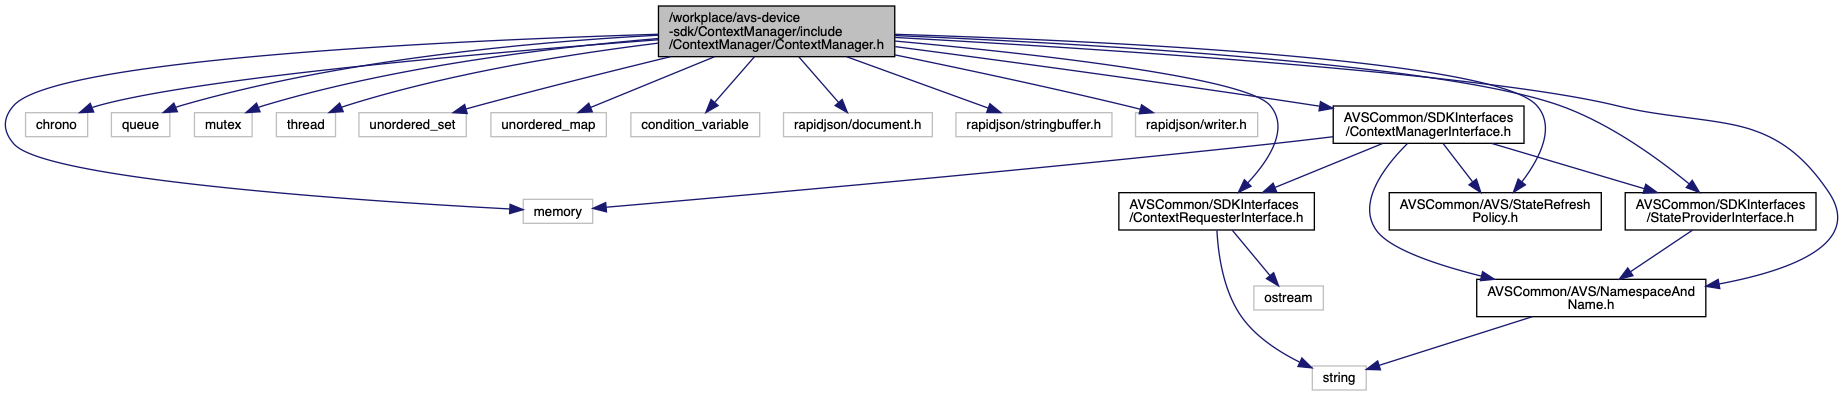 /workplace/avs-device
-sdk/ContextManager/include
/ContextManager/ContextManager.h
chrono
queue
mutex
thread
unordered_set
unordered_map
condition_variable
rapidjson/document.h
rapidjson/stringbuffer.h
rapidjson/writer.h
AVSCommon/SDKInterfaces
/ContextManagerInterface.h
memory
AVSCommon/SDKInterfaces
/ContextRequesterInterface.h
AVSCommon/AVS/StateRefresh
Policy.h
AVSCommon/SDKInterfaces
/StateProviderInterface.h
ostream
AVSCommon/AVS/NamespaceAnd
Name.h
string